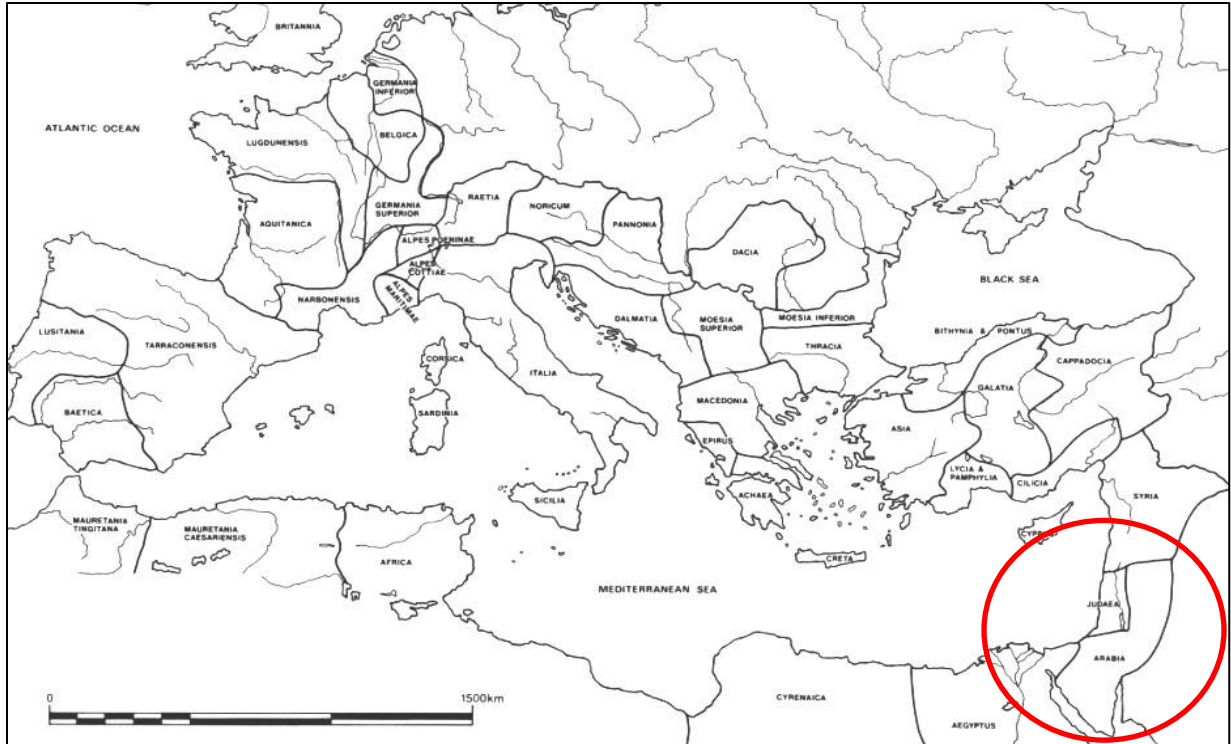 BRITANNIA
GERMANIA
INFERIOR
ATLANTIC OCEAN
BELGICA
LUGDUNENSIS
RAETIA
GERMANIA
SUPERIOR
NORICUM
AQUITANICA
PANNONIA
ALPES POENINAE
DACIA
ALPES
COTTIAE
BLACK SEA
ALPES
MARITIMAE
NARBONENSIS
DALMATIA
MOESIA
SUPERIOR
MOESIA INFERIOR
LUSITANIA
TARRACONENSIS
BITHYNIA & PONTUS
THRACIA
CORSICA
ITALIA
CAPPADOCIA
GALATIA
MACEDONIA
BAETICA
SARDINIA
ASIA
EPIRUS
LYCIA &
PAMPHYLIA
CILICIA
SICILIA
ACHAEA
SYRIA
MAURETANIA
TINGITANA
MAURETANIA
CAESARIENSIS
CYPRUS
AFRICA
CRETA
MEDITERRANEAN SEA
JUDAEA
ARABIA
0
1500km
CYRENAICA
AEGYPTUS